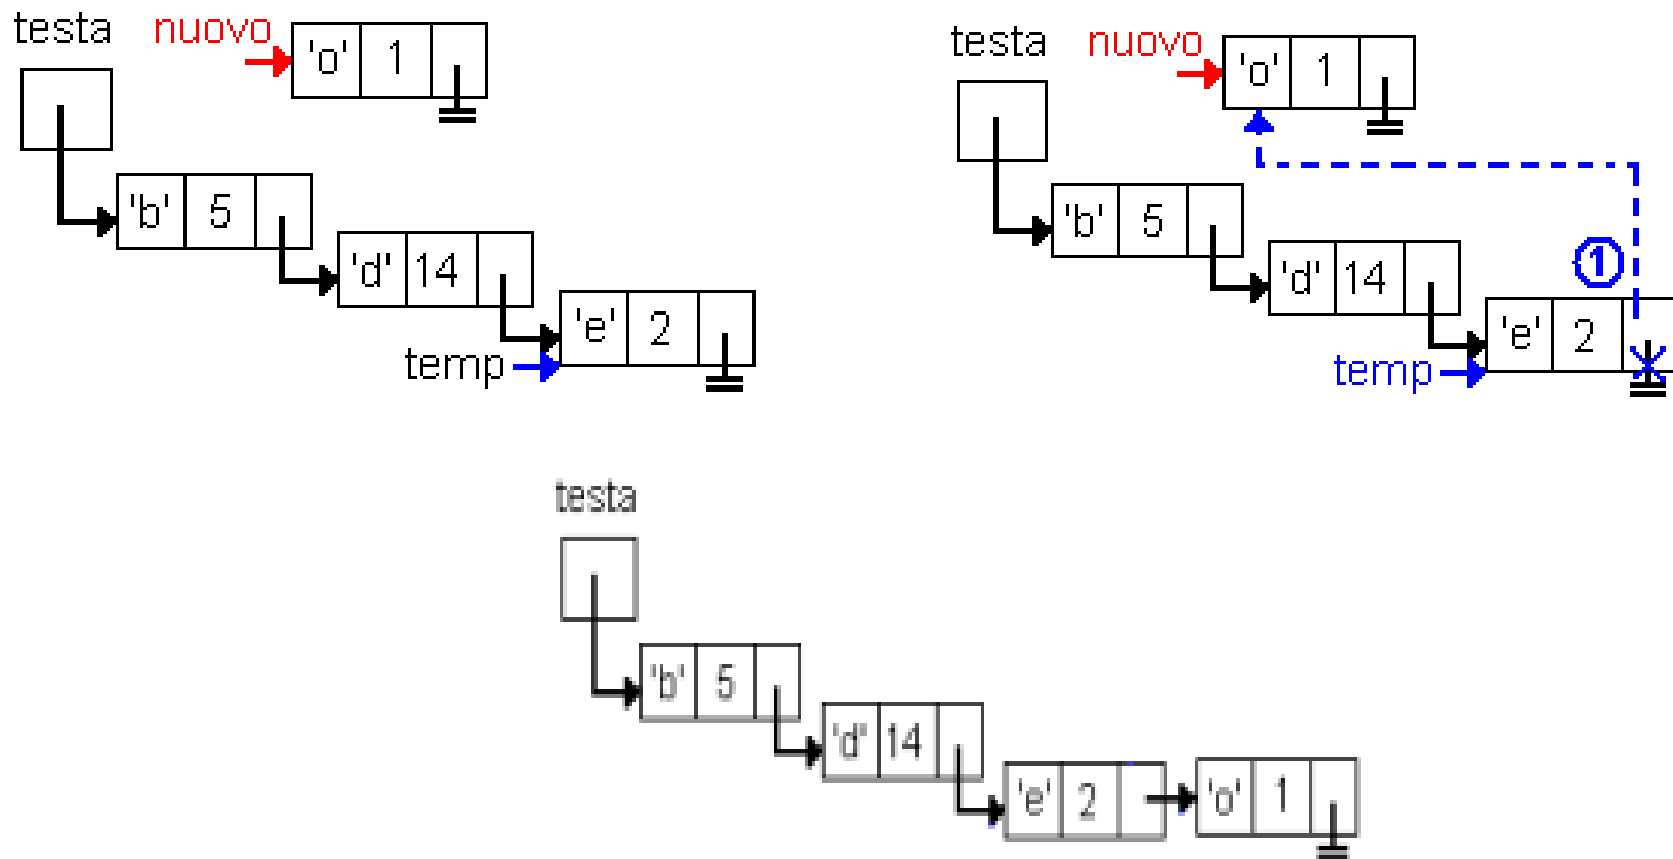 testa nuovo 'o' 1
'b' 5
'd' 14
'e' 2
temp
testa nuovo 'o' 1
'b' 5
'd' 14
1
'e' 2
temp
testa
'b' 5
'd' 14
'e' 2 'o' 1